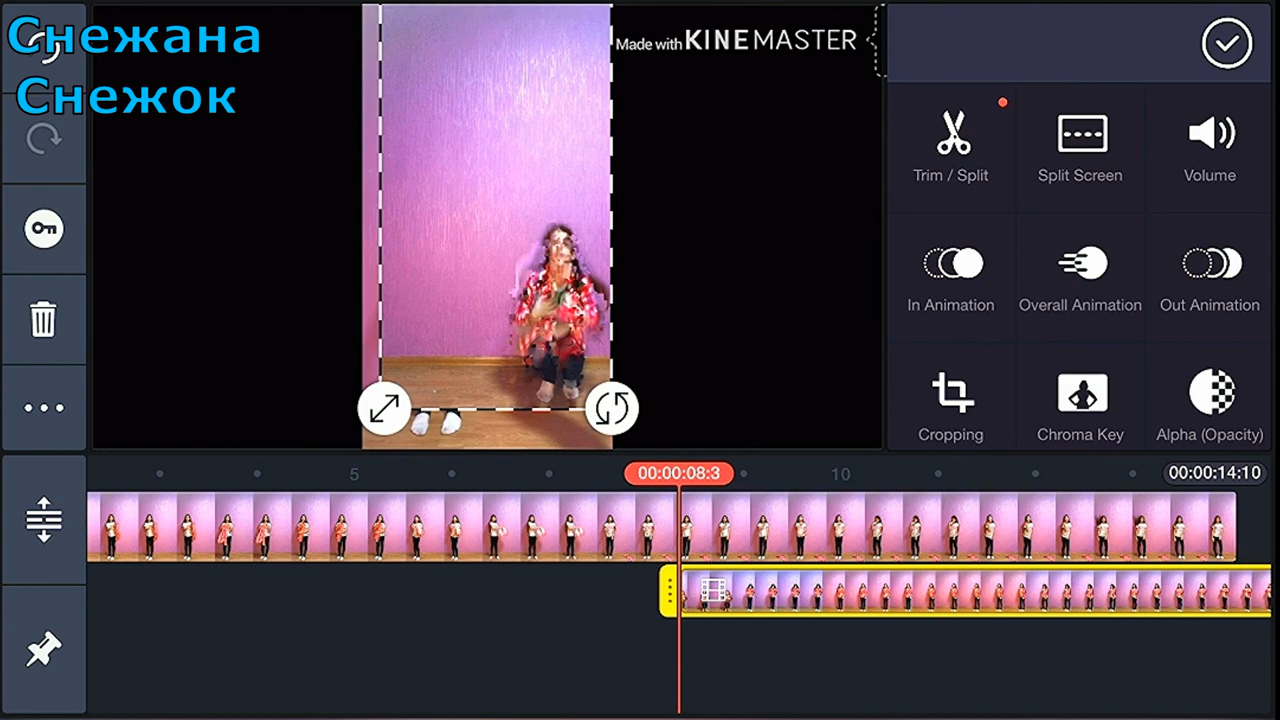 Снежана
Снежок
Made with KINEMASTER
Trim / Split
Split Screen
Volume
In Animation
Overall Animation
Out Animation
Cropping
Chroma Key
Alpha (Opacity)
5
00:00:08:3
10
00:00:14:10